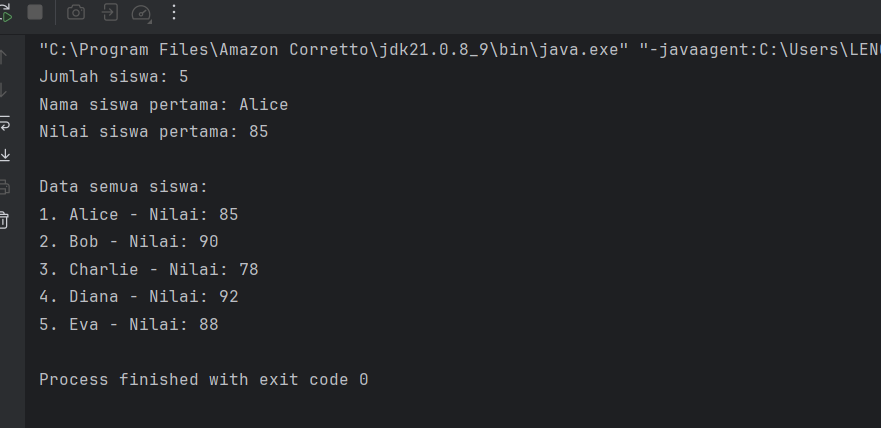 "C:\Program Files\Amazon Corretto\jdk21.0.8_9\bin\java.exe" "-javaagent:C:\Users\LENO
Jumlah siswa: 5
Nama siswa pertama: Alice
Nilai siswa pertama: 85
Data semua siswa:
1. Alice - Nilai: 85
2. Bob - Nilai: 90
3. Charlie - Nilai: 78
4. Diana - Nilai: 92
5. Eva - Nilai: 88
Process finished with exit code 0